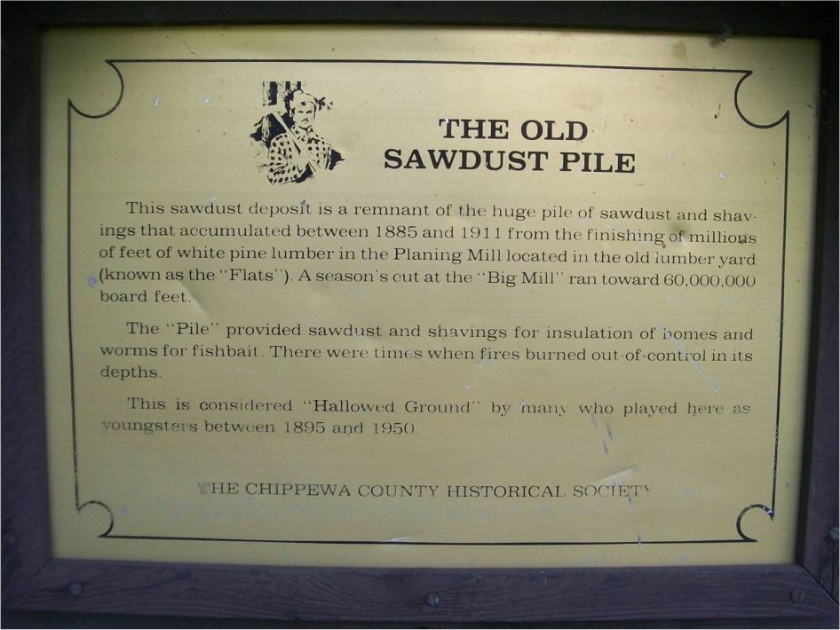 THE OLD
SAWDUST PILE
This sawdust deposit is a remnant of the huge pile of sawdust and shav-
ings that accumulated between 1885 and 1911 from the finishing of millions
of feet of white pine lumber in the Planing Mill located in the old lumber yard
(known as the "Flats"). A season's cut at the "Big Mill" ran toward 60,000,000
board feet.
The "Pile" provided sawdust and shavings for insulation of homes and
worms for fishbait. There were times when fires burned out-of-control in its
depths.
This is considered "Hallowed Ground" by many who played here as
youngsters between 1895 and 1950.
THE CHIPPEWA COUNTY HISTORICAL SOCIETY